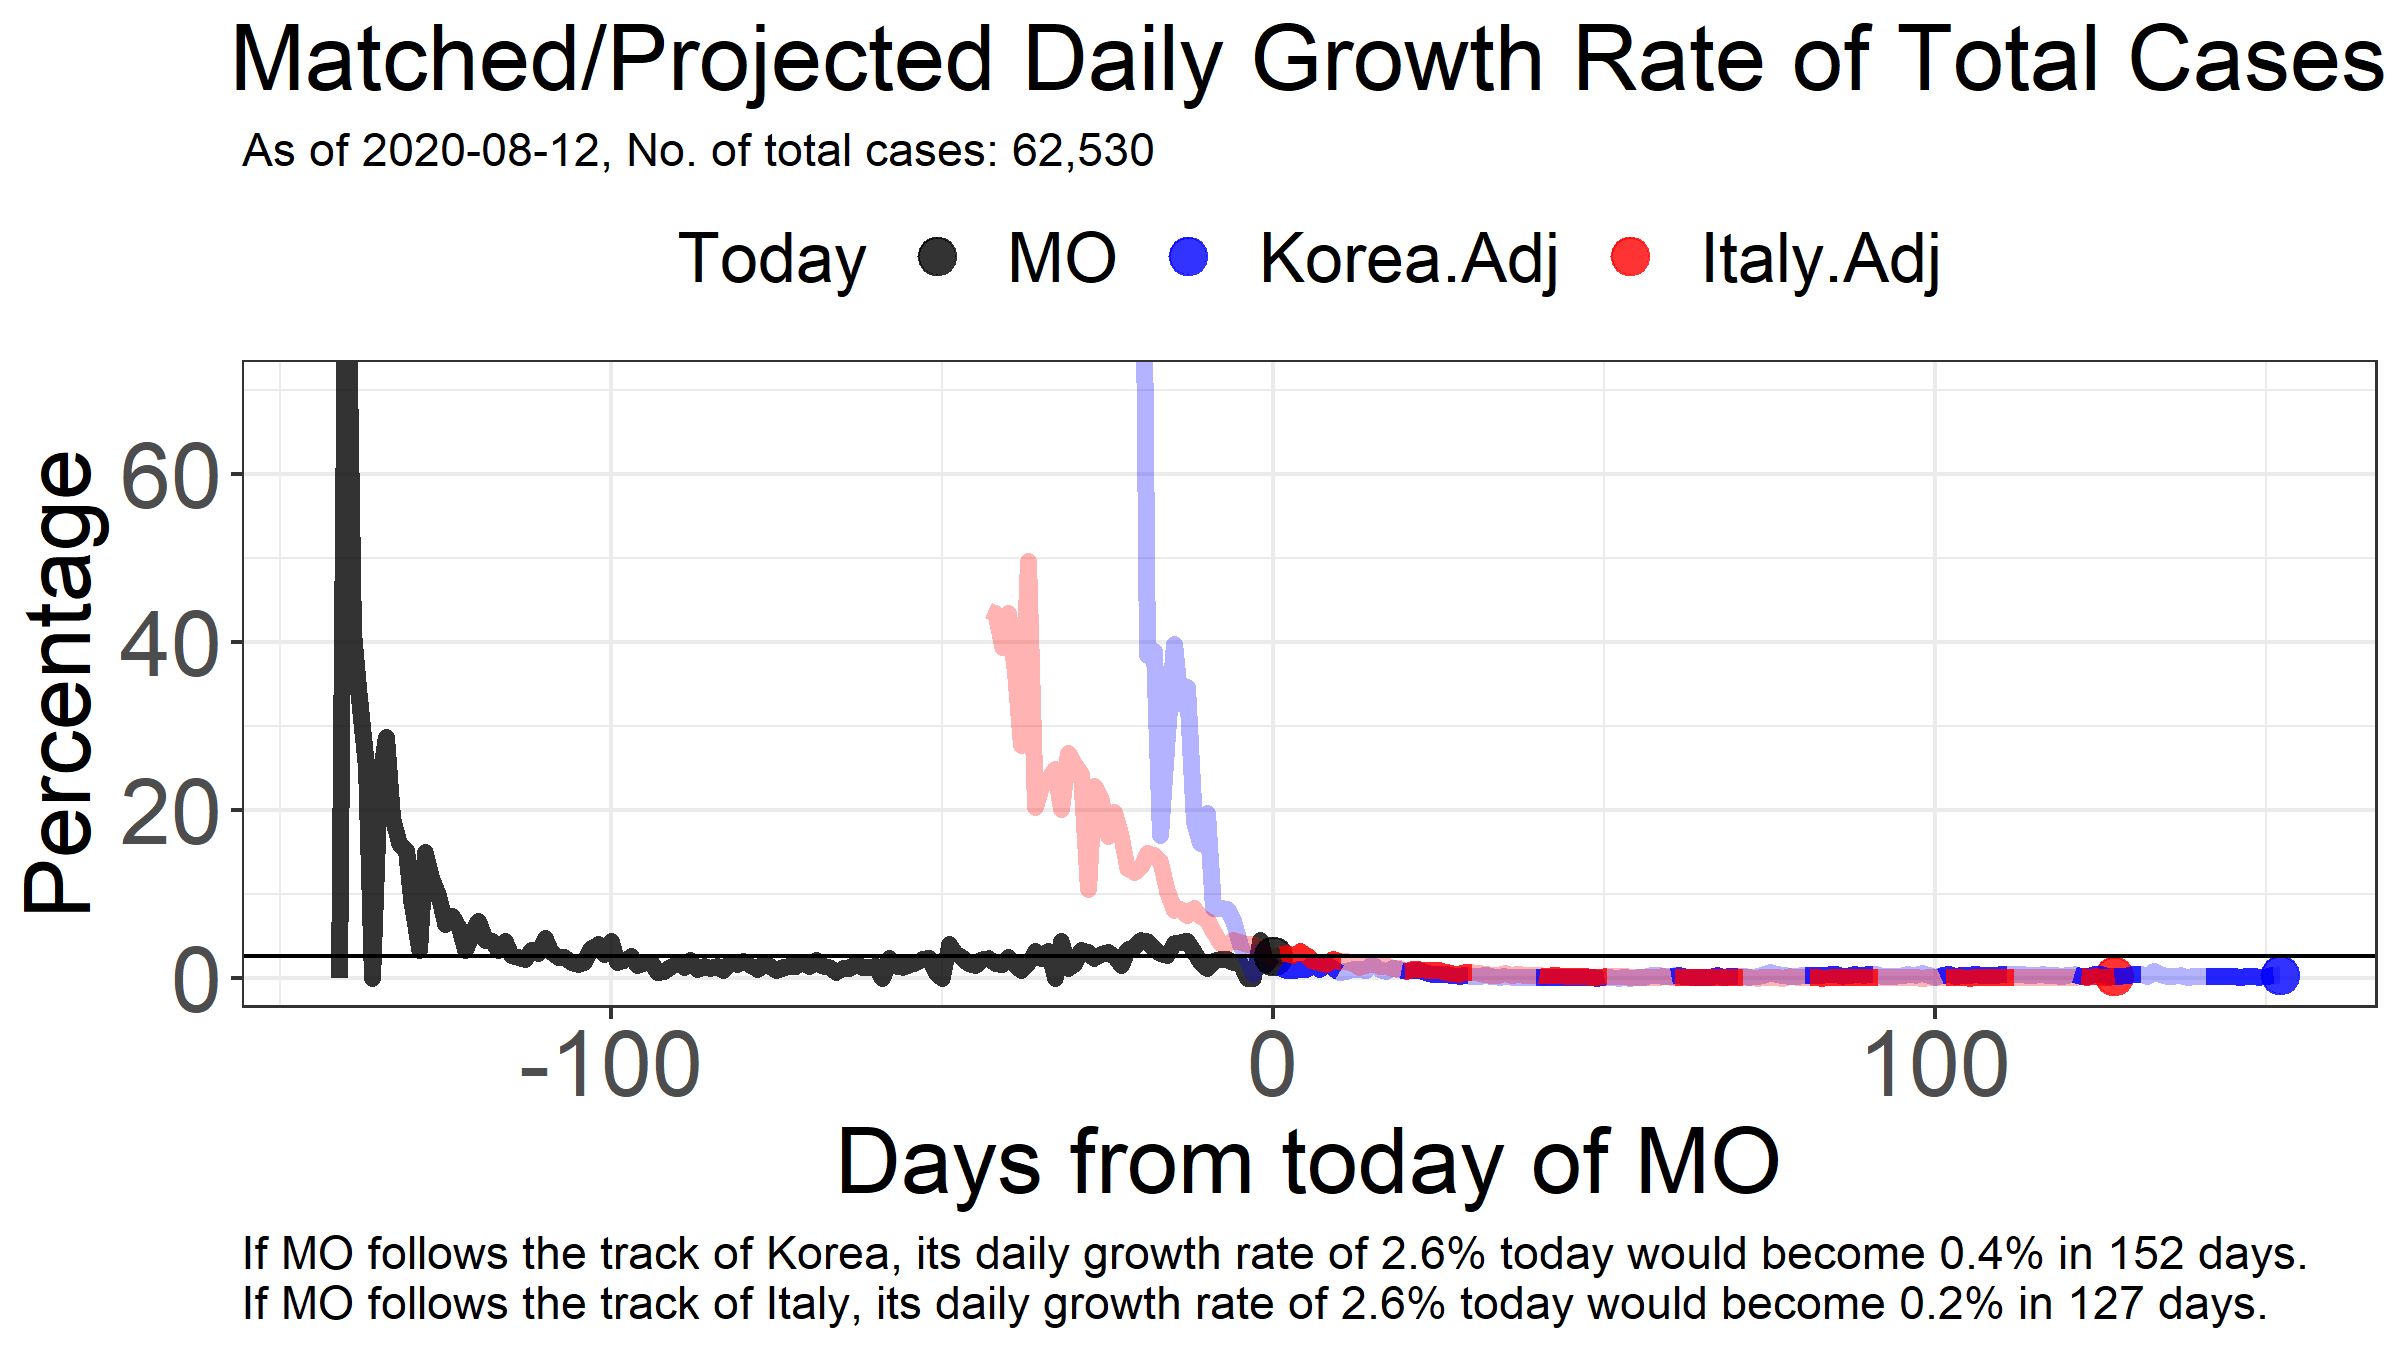 Matched/Projected Daily Growth Rate of Total Cases
As of 2020-08-12, No. of total cases: 62,530
Today MO Korea.Adj Italy.Adj
Percentage
60
40
20
0
-100 0 100
Days from today of MO
If MO follows the track of Korea, its daily growth rate of 2.6% today would become 0.4% in 152 days.
If MO follows the track of Italy, its daily growth rate of 2.6% today would become 0.2% in 127 days.